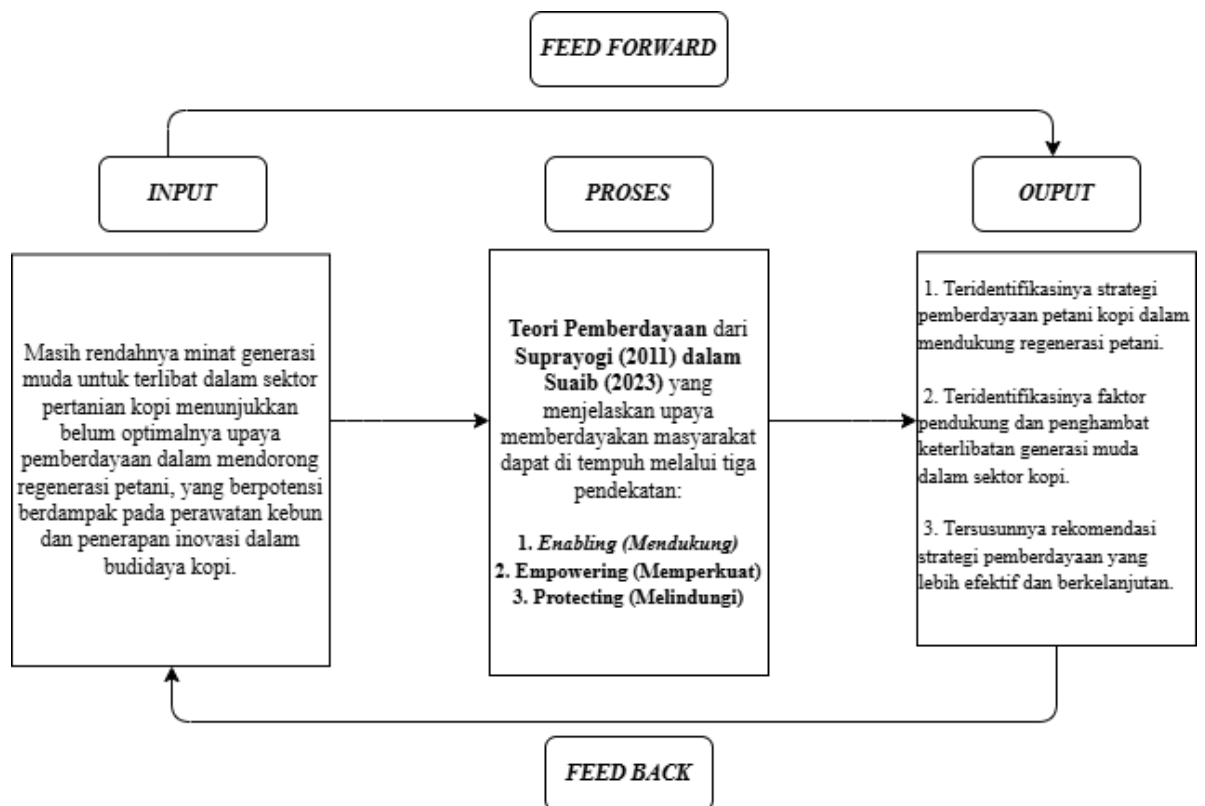 FEED FORWARD
INPUT
PROSES
OUPUT
Masih rendahnya minat generasi
muda untuk terlibat dalam sektor
pertanian kopi menunjukkan
belum optimalnya upaya
pemberdayaan dalam mendorong
regenerasi petani, yang berpotensi
berdampak pada perawatan kebun
dan penerapan inovasi dalam
budidaya kopi.
Teori Pemberdayaan dari
Suprayogi (2011) dalam
Suaib (2023) yang
menjelaskan upaya
memberdayakan masyarakat
dapat di tempuh melalui tiga
pendekatan:
1. Enabling (Mendukung)
2. Empowering (Memperkuat)
3. Protecting (Melindungi)
1. Teridentifikasinya strategi
pemberdayaan petani kopi dalam
mendukung regenerasi petani.
2. Teridentifikasinya faktor
pendukung dan penghambat
keterlibatan generasi muda
dalam sektor kopi.
3. Tersusunnya rekomendasi
strategi pemberdayaan yang
lebih efektif dan berkelanjutan.
FEED BACK